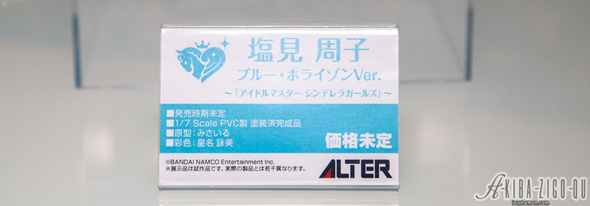 塩見 周子
ブルー・ホライゾンVer.
～『アイドルマスター シンデレラガールズ』～
■発売時期未定
■1/7 Scale PVC製 塗装済完成品
■原型：みさいる
■彩色：星名 詠美
価格未定
©BANDAI NAMCO Entertainment Inc.
※展示品は試作品です。実際の製品とは若干異なります。
ALTER
AKIBA-ZIGO-QU